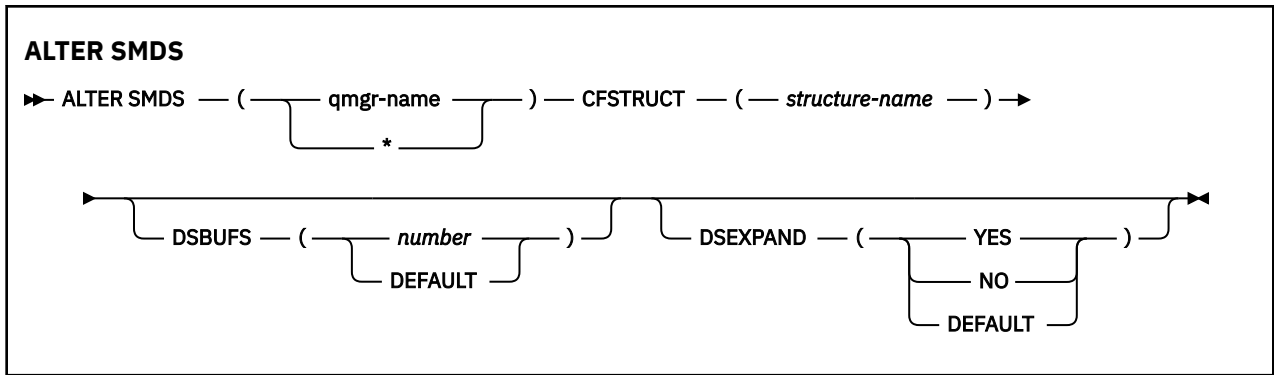 ALTER SMDS
ALTER SMDS ( qmgr-name ) CFSTRUCT ( structure-name )
*
DSBUFS ( number ) DSEXPAND ( YES )
DEFAULT NO
DEFAULT